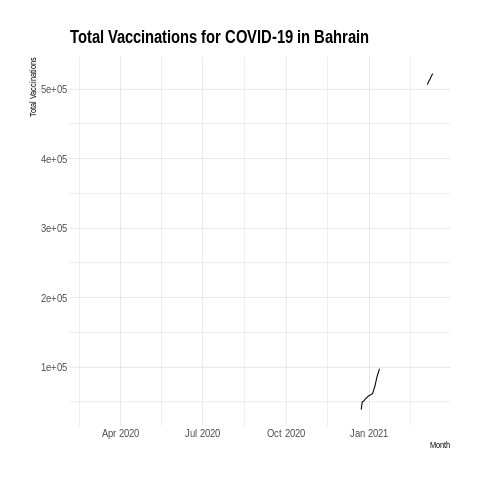 Total Vaccinations for COVID-19 in Bahrain
Total Vaccinations
5e+05
4e+05
3e+05
2e+05
1e+05
Apr 2020 Jul 2020 Oct 2020 Jan 2021
Month